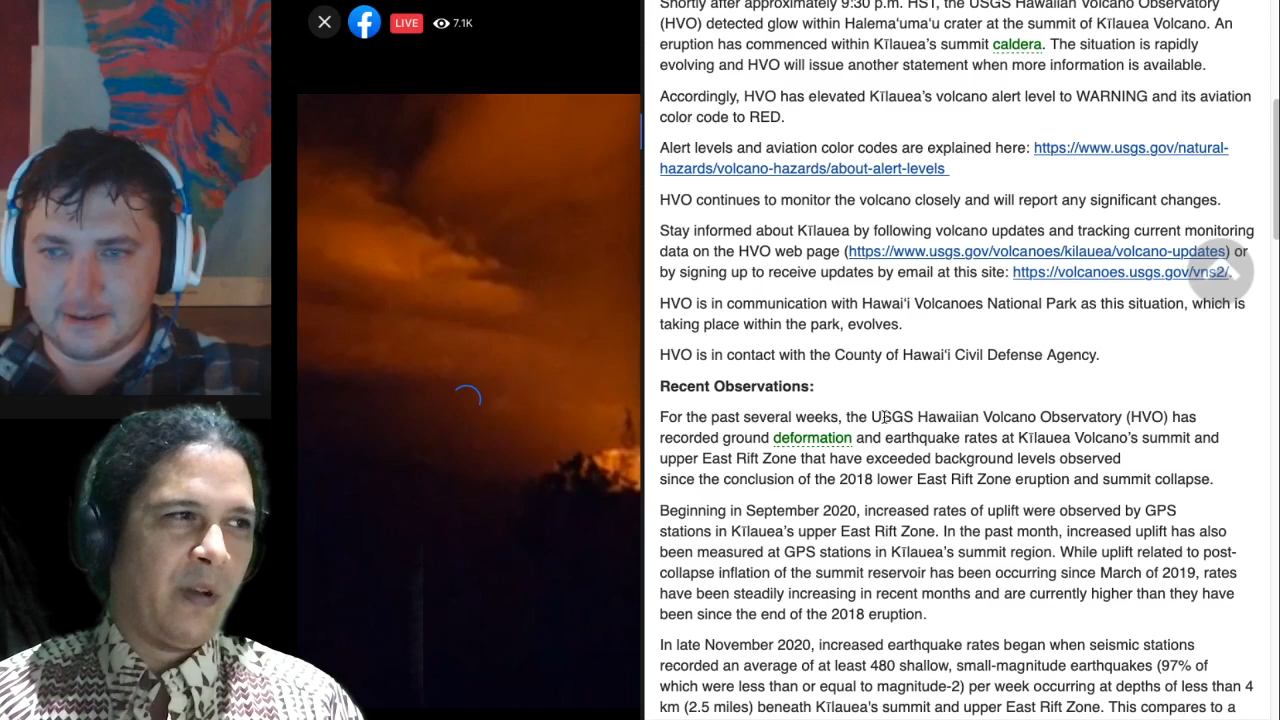 LIVE 7.1K
Shortly after approximately 9:30 p.m. HST, the USGS Hawaiian Volcano Observatory
(HVO) detected glow within Halemaʻumaʻu crater at the summit of Kīlauea Volcano. An
eruption has commenced within Kīlauea’s summit caldera. The situation is rapidly
evolving and HVO will issue another statement when more information is available.
Accordingly, HVO has elevated Kīlauea’s volcano alert level to WARNING and its aviation
color code to RED.
Alert levels and aviation color codes are explained here: https://www.usgs.gov/natural-
hazards/volcano-hazards/about-alert-levels
HVO continues to monitor the volcano closely and will report any significant changes.
Stay informed about Kīlauea by following volcano updates and tracking current monitoring
data on the HVO web page (https://www.usgs.gov/volcanoes/kilauea/volcano-updates) or
by signing up to receive updates by email at this site: https://volcanoes.usgs.gov/vns2/.
HVO is in communication with Hawaiʻi Volcanoes National Park as this situation, which is
taking place within the park, evolves.
HVO is in contact with the County of Hawaiʻi Civil Defense Agency.
Recent Observations:
For the past several weeks, the USGS Hawaiian Volcano Observatory (HVO) has
recorded ground deformation and earthquake rates at Kīlauea Volcano’s summit and
upper East Rift Zone that have exceeded background levels observed
since the conclusion of the 2018 lower East Rift Zone eruption and summit collapse.
Beginning in September 2020, increased rates of uplift were observed by GPS
stations in Kīlauea’s upper East Rift Zone. In the past month, increased uplift has also
been measured at GPS stations in Kīlauea’s summit region. While uplift related to post-
collapse inflation of the summit reservoir has been occurring since March of 2019, rates
have been steadily increasing in recent months and are currently higher than they have
been since the end of the 2018 eruption.
In late November 2020, increased earthquake rates began when seismic stations
recorded an average of at least 480 shallow, small-magnitude earthquakes (97% of
which were less than or equal to magnitude-2) per week occurring at depths of less than 4
km (2.5 miles) beneath Kīlauea’s summit and upper East Rift Zone. This compares to a